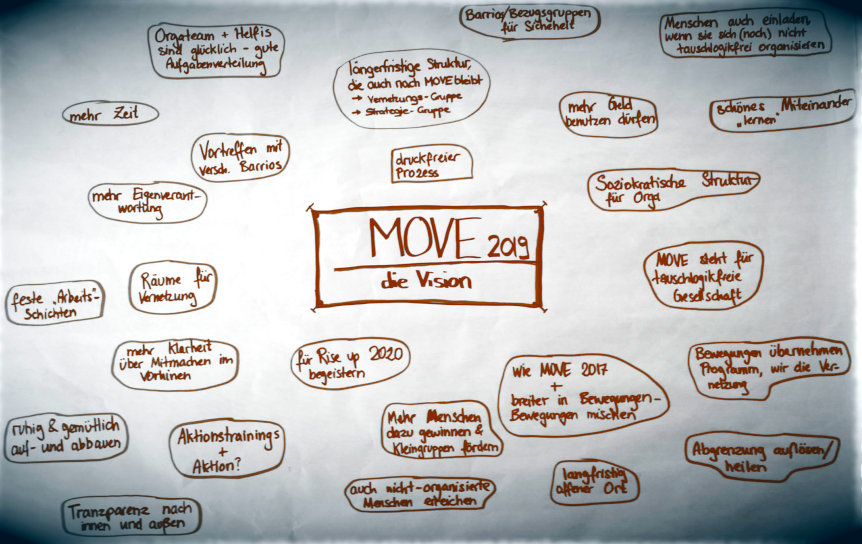 Barrios/Bezugsgruppen
für Sicherheit
Menschen auch einladen,
wenn sie sich (noch) nicht
tauschlogikfrei organisieren
Orgateam + Helfis
sind glücklich – gute
Aufgabenverteilung
längerfristige Struktur,
die auch nach MOVE bleibt
→ Vernetzungs-Gruppe
→ Strategie-Gruppe
mehr Zeit
mehr Geld
benutzen dürfen
schönes Miteinander
„lernen"
Vortreffen mit
versch. Barrios
druckfreier
Prozess
mehr Eigenverant-
wortung
Soziokratische Struktur
für Orga
MOVE 2019
die Vision
MOVE steht für
tauschlogikfreie
Gesellschaft
feste „Arbeits"-
Schichten
Räume für
Vernetzung
mehr Klarheit
über Mitmachen im
Vorhinen
für Rise up 2020
begeistern
wie MOVE 2017
+
breiter in Bewegungen –
Bewegungen mischen
Bewegungen übernehmen
Programm, wir die Ver-
netzung
ruhig & gemütlich
auf- und abbauen
Aktionstrainings
+
Aktion?
Mehr Menschen
dazu gewinnen &
Kleingruppen fördern
Abgrenzung auflösen/
heilen
auch nicht-organisierte
Menschen erreichen
langfristig
offener Ort
Tranzparenz nach
innen und außen